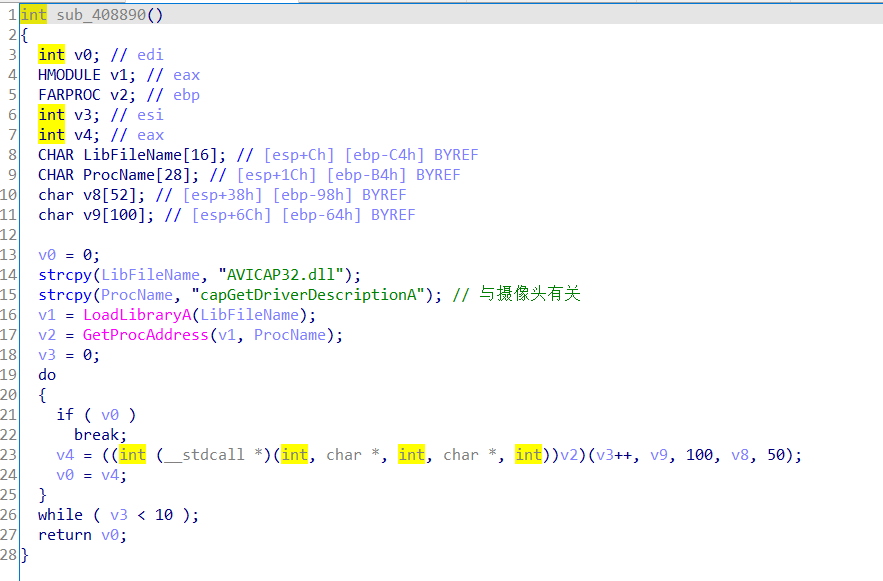 1 int sub_408890()
2 {
3 int v0; // edi
4 HMODULE v1; // eax
5 FARPROC v2; // ebp
6 int v3; // esi
7 int v4; // eax
8 CHAR LibFileName[16]; // [esp+Ch] [ebp-C4h] BYREF
9 CHAR ProcName[28]; // [esp+1Ch] [ebp-B4h] BYREF
10 char v8[52]; // [esp+38h] [ebp-98h] BYREF
11 char v9[100]; // [esp+6Ch] [ebp-64h] BYREF
12
13 v0 = 0;
14 strcpy(LibFileName, "AVICAP32.dll");
15 strcpy(ProcName, "capGetDriverDescriptionA"); // 与摄像头有关
16 v1 = LoadLibraryA(LibFileName);
17 v2 = GetProcAddress(v1, ProcName);
18 v3 = 0;
19 do
20 {
21 if ( v0 )
22 break;
23 v4 = ((int (__stdcall *)(int, char *, int, char *, int))v2)(v3++, v9, 100, v8, 50);
24 v0 = v4;
25 }
26 while ( v3 < 10 );
27 return v0;
28 }